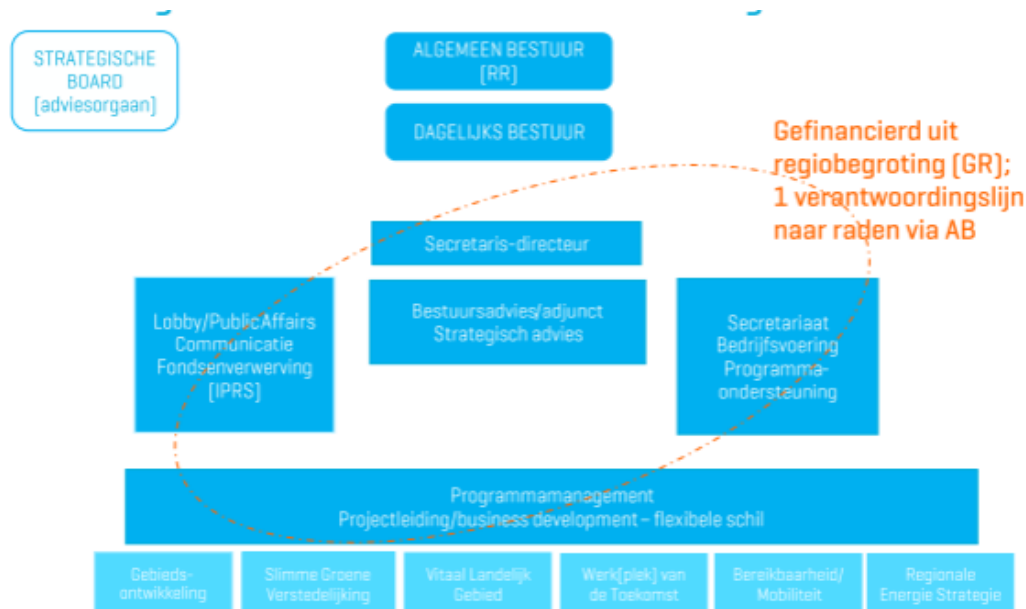 STRATEGISCHE
BOARD
[adviesorgaan]
ALGEMEEN BESTUUR
[RR]
DAGELIJKS BESTUUR
Gefinancierd uit
regiobegroting [GR];
1 verantwoordingslijn
naar raden via AB
Secretaris-directeur
Lobby/PublicAffairs
Communicatie
Fondsenverwerving
[IPRS]
Bestuursadvies/adjunct
Strategisch advies
Secretariaat
Bedrijfsvoering
Programma-
ondersteuning
Programmamanagement
Projectleiding/business development – flexibele schil
Gebieds-
ontwikkeling
Slimme Groene
Verstedelijking
Vitaal Landelijk
Gebied
Werk[plek] van
de Toekomst
Bereikbaarheid/
Mobiliteit
Regionale
Energie Strategie